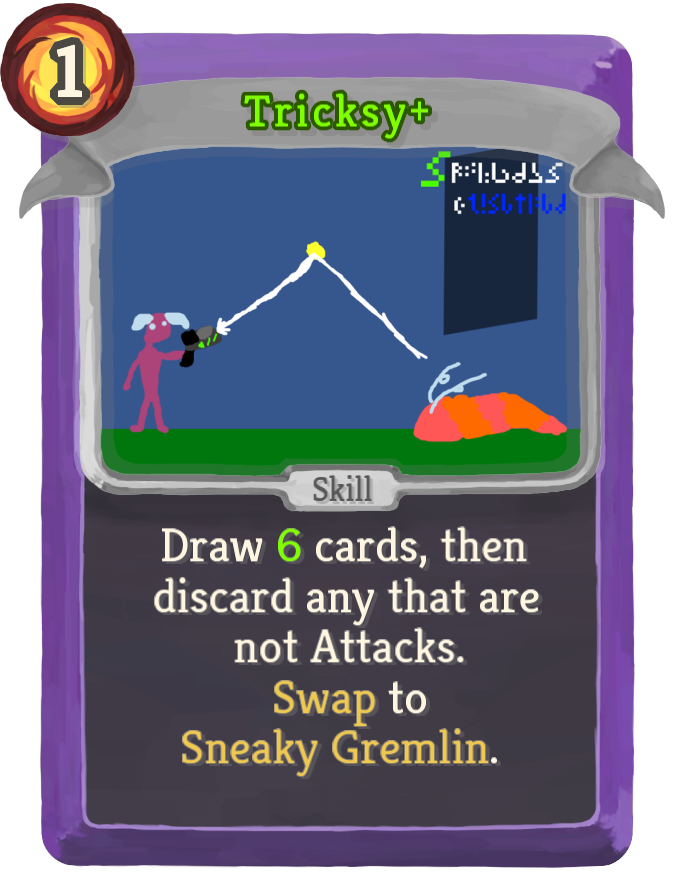 1
Tricksy+
Skill
Draw 6 cards, then
discard any that are
not Attacks.
Swap to
Sneaky Gremlin.